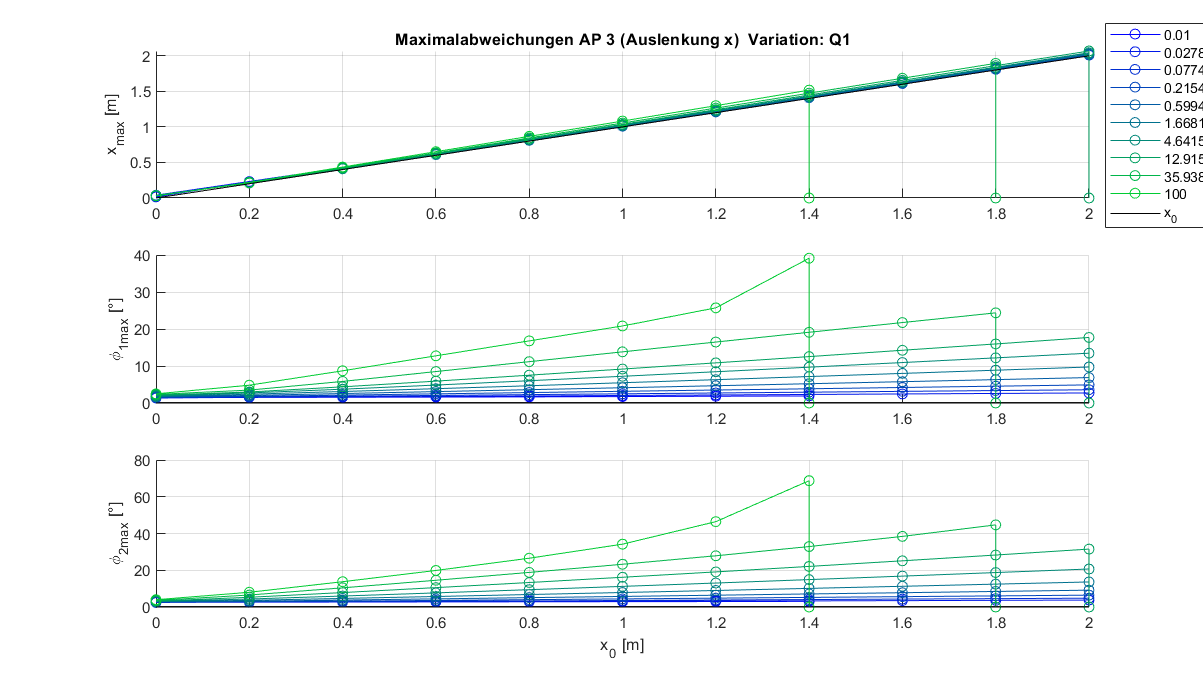 Maximalabweichungen AP 3 (Auslenkung x) Variation: Q1
x_max [m]
2
1.5
1
0.5
0
0 0.2 0.4 0.6 0.8 1 1.2 1.4 1.6 1.8 2
0.01
0.0278
0.0774
0.2154
0.5994
1.6681
4.6415
12.915
35.938
100
x_0
ϕ_1max [°]
40
30
20
10
0
0 0.2 0.4 0.6 0.8 1 1.2 1.4 1.6 1.8 2
ϕ_2max [°]
80
60
40
20
0
0 0.2 0.4 0.6 0.8 1 1.2 1.4 1.6 1.8 2
x_0 [m]